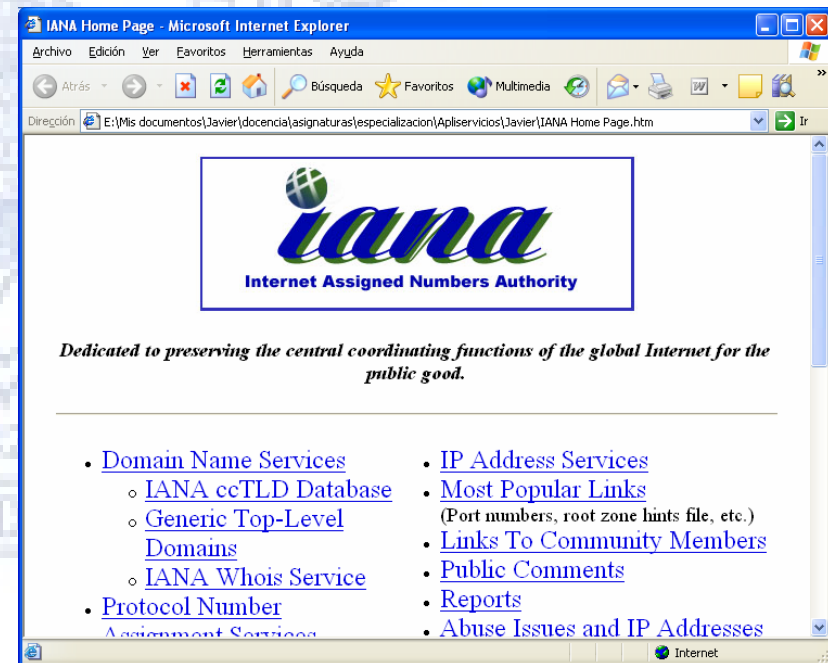 IANA Home Page - Microsoft Internet Explorer
Archivo Edición Ver Favoritos Herramientas Ayuda
Atrás Búsqueda Favoritos Multimedia
Dirección E:\Mis documentos\Javier\docencia\asignaturas\especializacion\Apliservicios\Javier\IANA Home Page.htm Ir
iana
Internet Assigned Numbers Authority
Dedicated to preserving the central coordinating functions of the global Internet for the
public good.
Domain Name Services
IANA ccTLD Database
Generic Top-Level
Domains
IANA Whois Service
Protocol Number
Assignment Services
IP Address Services
Most Popular Links
(Port numbers, root zone hints file, etc.)
Links To Community Members
Public Comments
Reports
Abuse Issues and IP Addresses
Internet